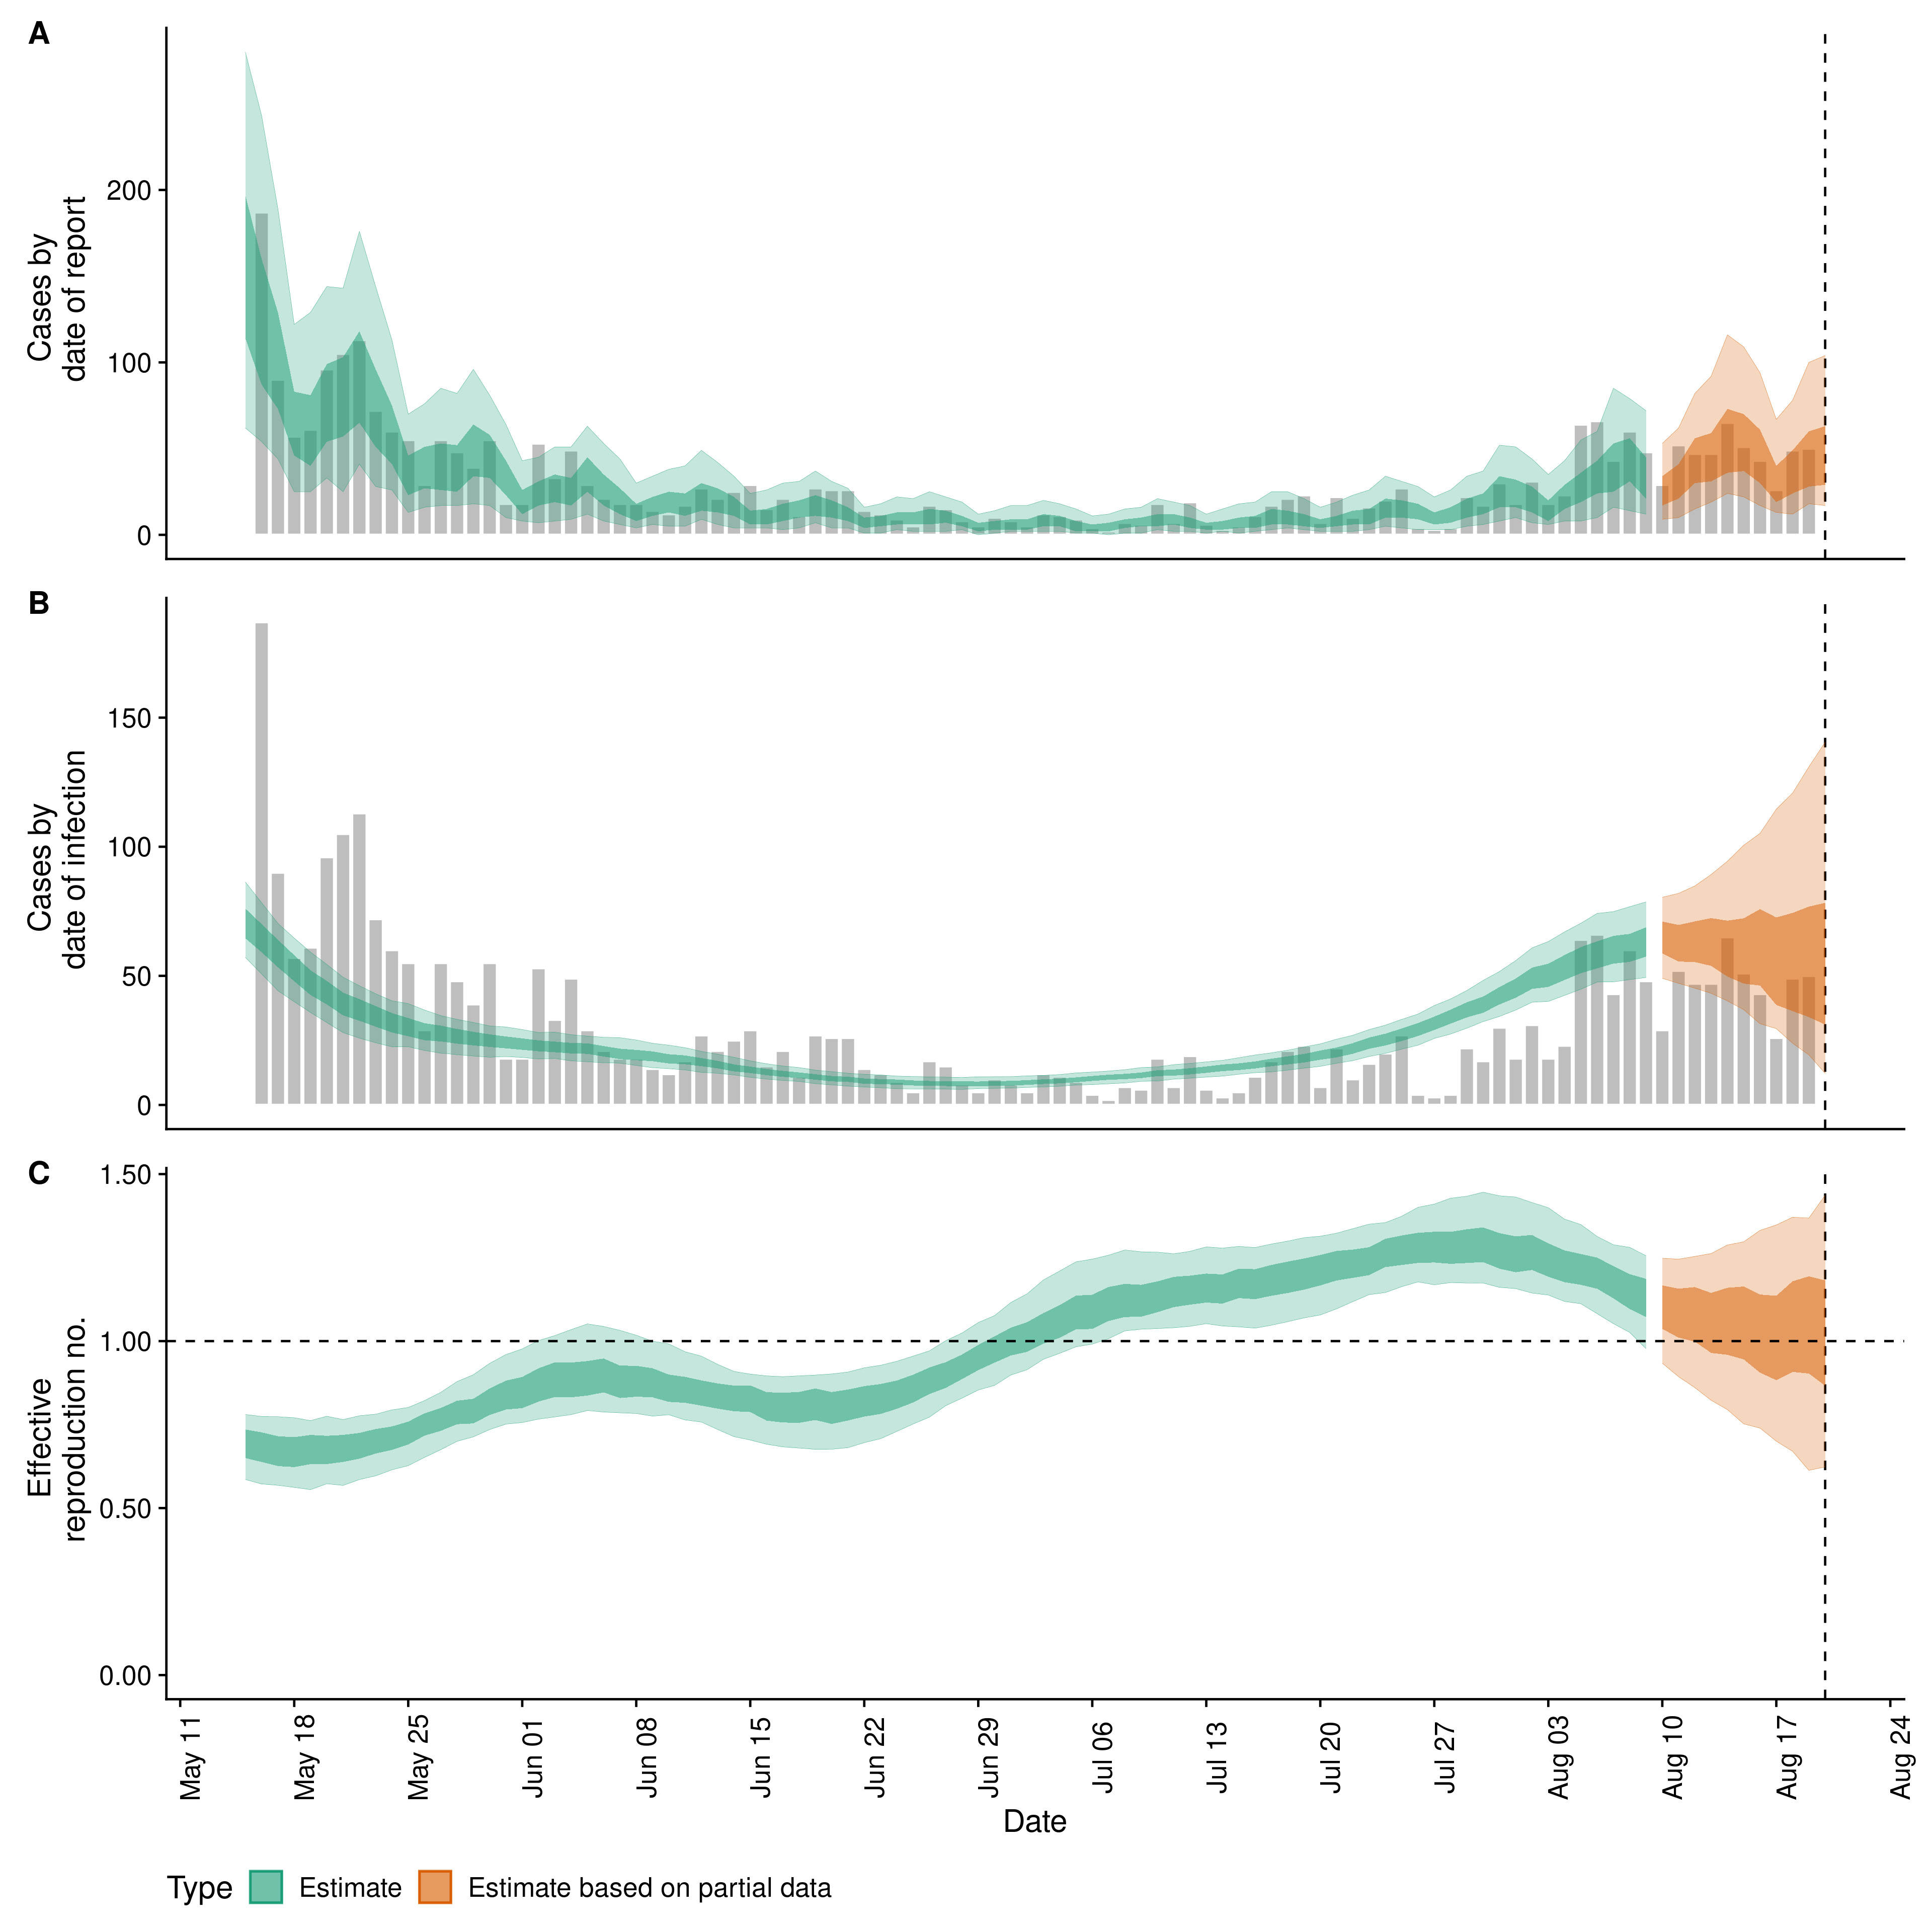 A
Cases by
date of report
200
100
0
B
Cases by
date of infection
150
100
50
0
C
Effective
reproduction no.
1.50
1.00
0.50
0.00
May 11
May 18
May 25
Jun 01
Jun 08
Jun 15
Jun 22
Jun 29
Jul 06
Jul 13
Jul 20
Jul 27
Aug 03
Aug 10
Aug 17
Aug 24
Date
Type Estimate Estimate based on partial data